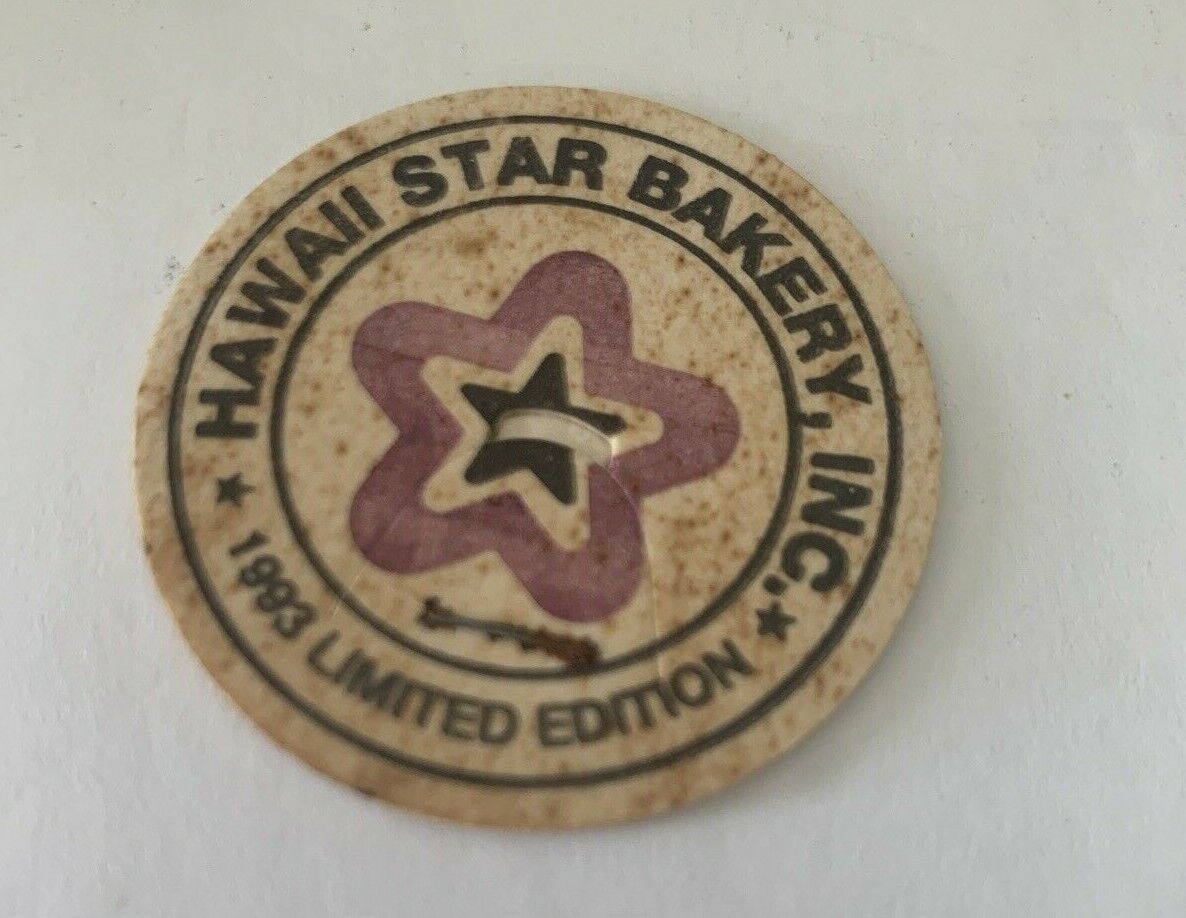 HAWAII STAR BAKERY, INC.
1993 LIMITED EDITION